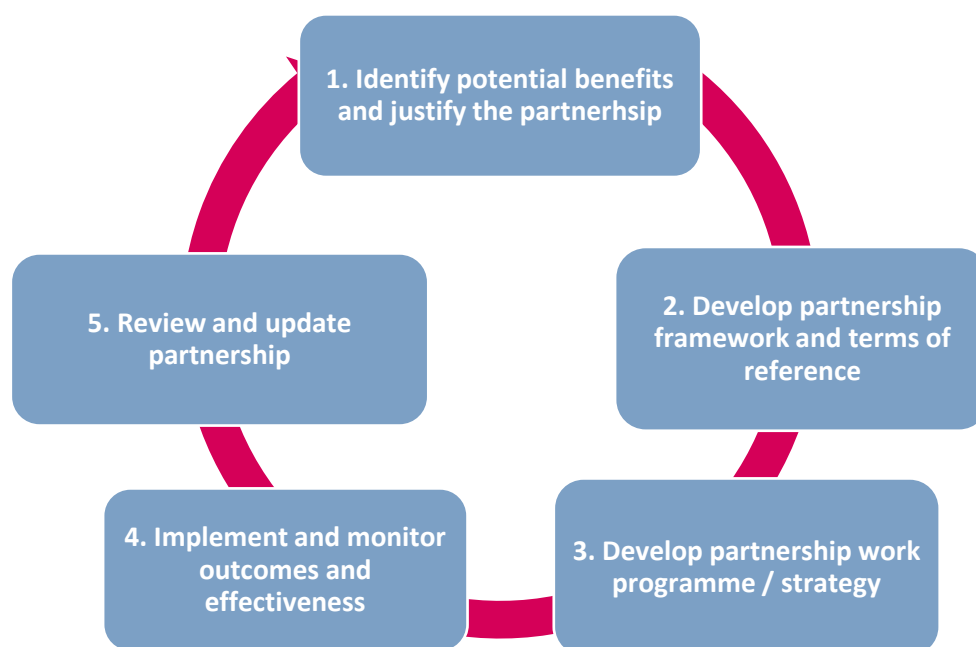 1. Identify potential benefits
and justify the partnerhsip
2. Develop partnership
framework and terms of
reference
3. Develop partnership work
programme / strategy
4. Implement and monitor
outcomes and
effectiveness
5. Review and update
partnership